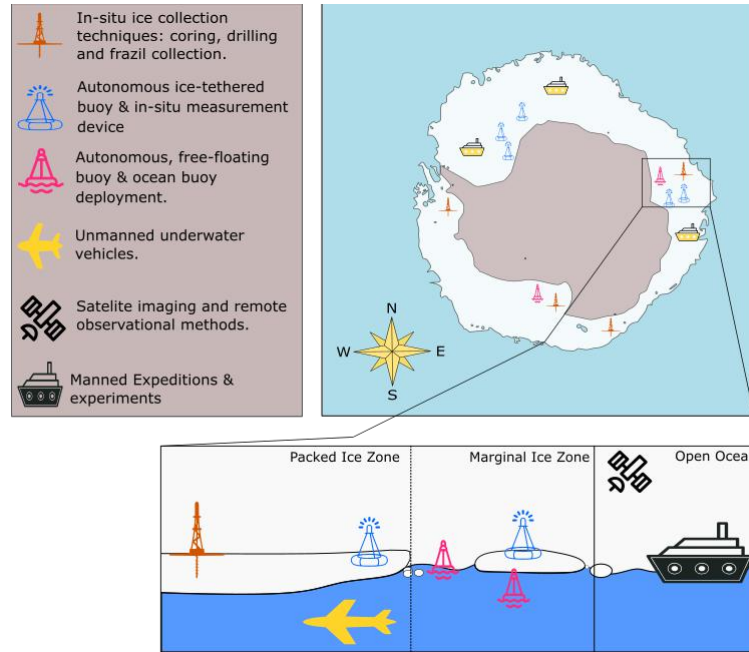 In-situ ice collection
techniques: coring, drilling
and frazil collection.
Autonomous ice-tethered
buoy & in-situ measurement
device
Autonomous, free-floating
buoy & ocean buoy
deployment.
Unmanned underwater
vehicles.
Satelite imaging and remote
observational methods.
Manned Expeditions &
experiments
N
W E
S
Packed Ice Zone
Marginal Ice Zone
Open Ocea